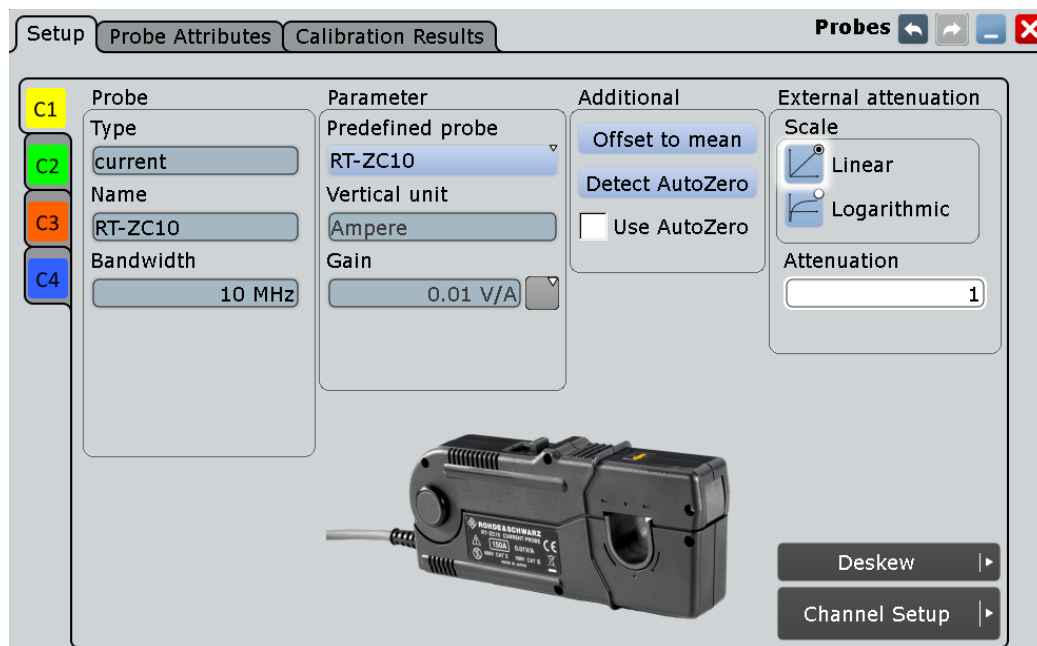 Setup
Probe Attributes
Calibration Results
Probes
C1
C2
C3
C4
Probe
Type
current
Name
RT-ZC10
Bandwidth
10 MHz
Parameter
Predefined probe
RT-ZC10
Vertical unit
Ampere
Gain
0.01 V/A
Additional
Offset to mean
Detect AutoZero
Use AutoZero
External attenuation
Scale
Linear
Logarithmic
Attenuation
1
ROHDE&SCHWARZ
RT-ZC10 CURRENT PROBE
150A 0.01V/A CE
Deskew
Channel Setup